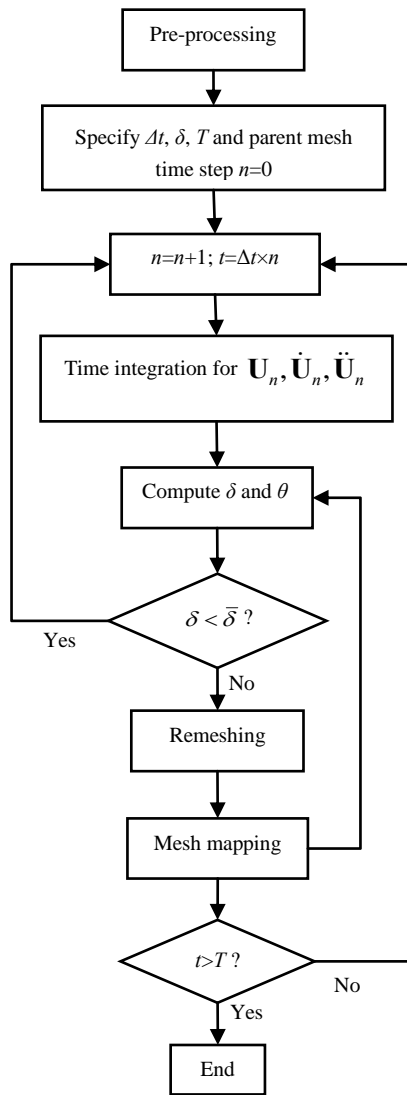 Pre-processing
Specify Δt, δ, T and parent mesh
time step n=0
n=n+1; t=Δt×n
Time integration for U_n, U̇_n, Ü_n
Compute δ and θ
δ < δ̅ ?
Yes
No
Remeshing
Mesh mapping
t>T ?
No
Yes
End